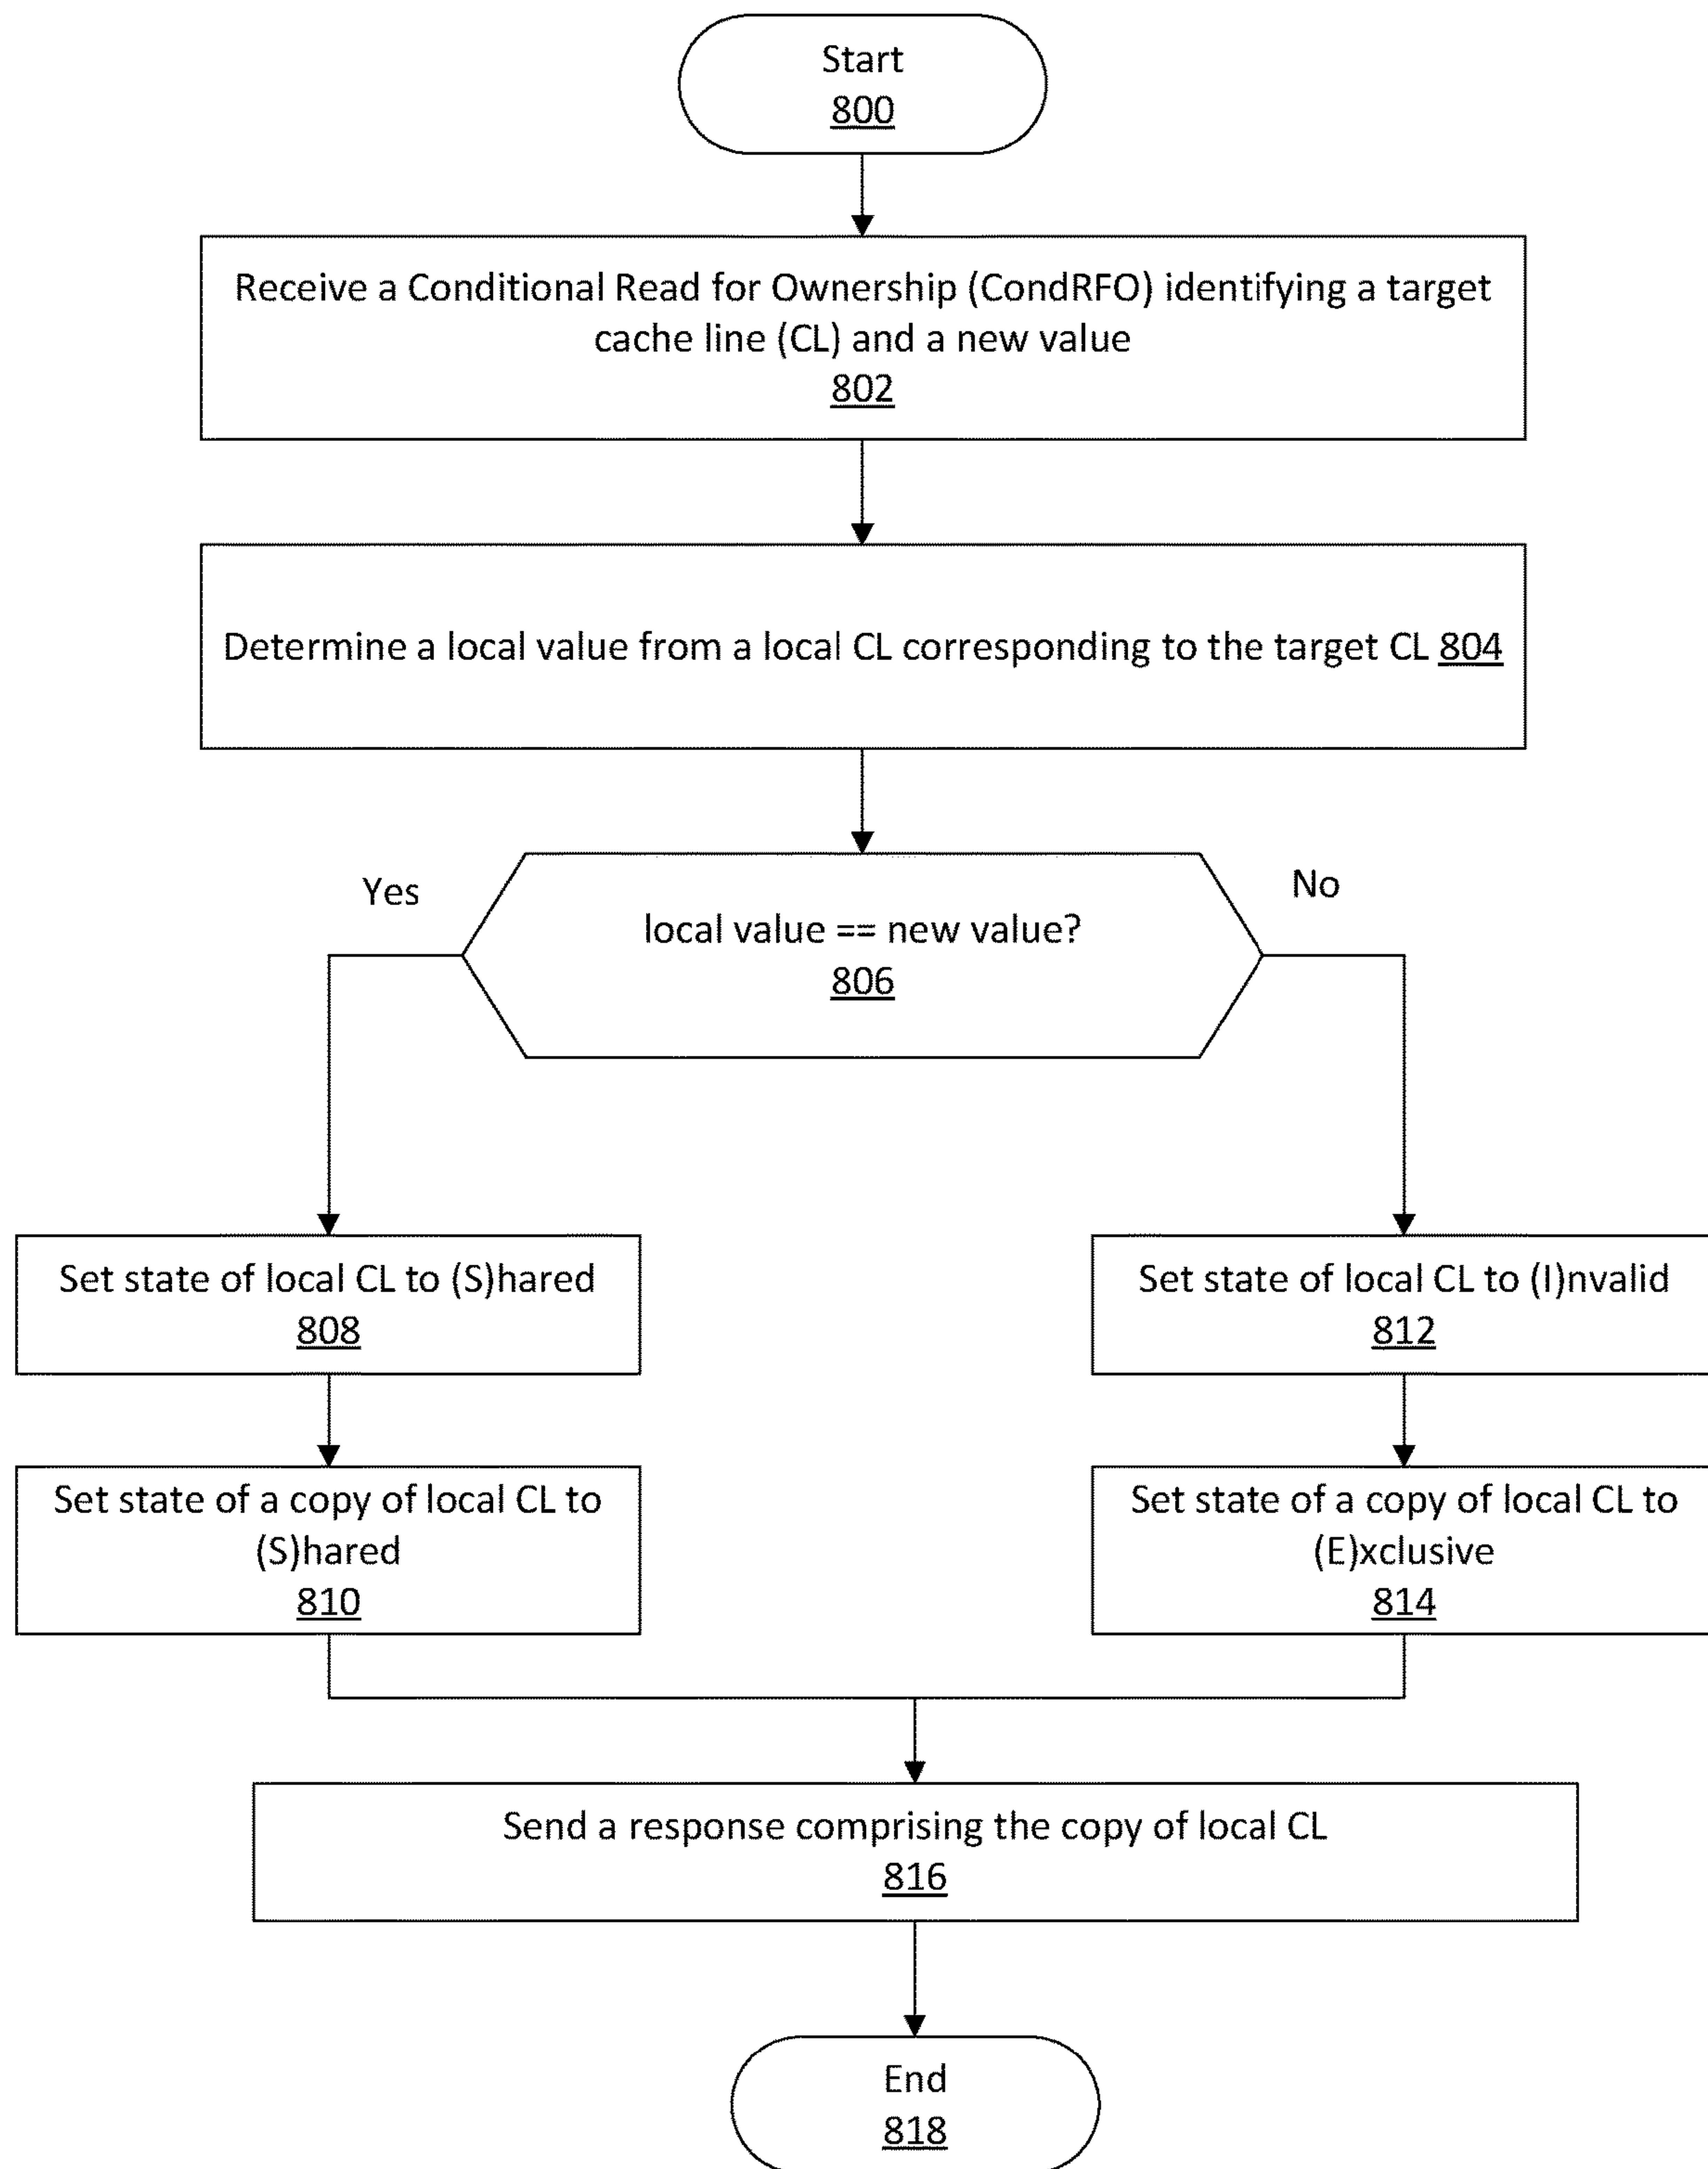 Start
800
Receive a Conditional Read for Ownership (CondRFO) identifying a target
cache line (CL) and a new value
802
Determine a local value from a local CL corresponding to the target CL 804
Yes
No
local value == new value?
806
Set state of local CL to (S)hared
808
Set state of local CL to (I)nvalid
812
Set state of a copy of local CL to
(S)hared
810
Set state of a copy of local CL to
(E)xclusive
814
Send a response comprising the copy of local CL
816
End
818